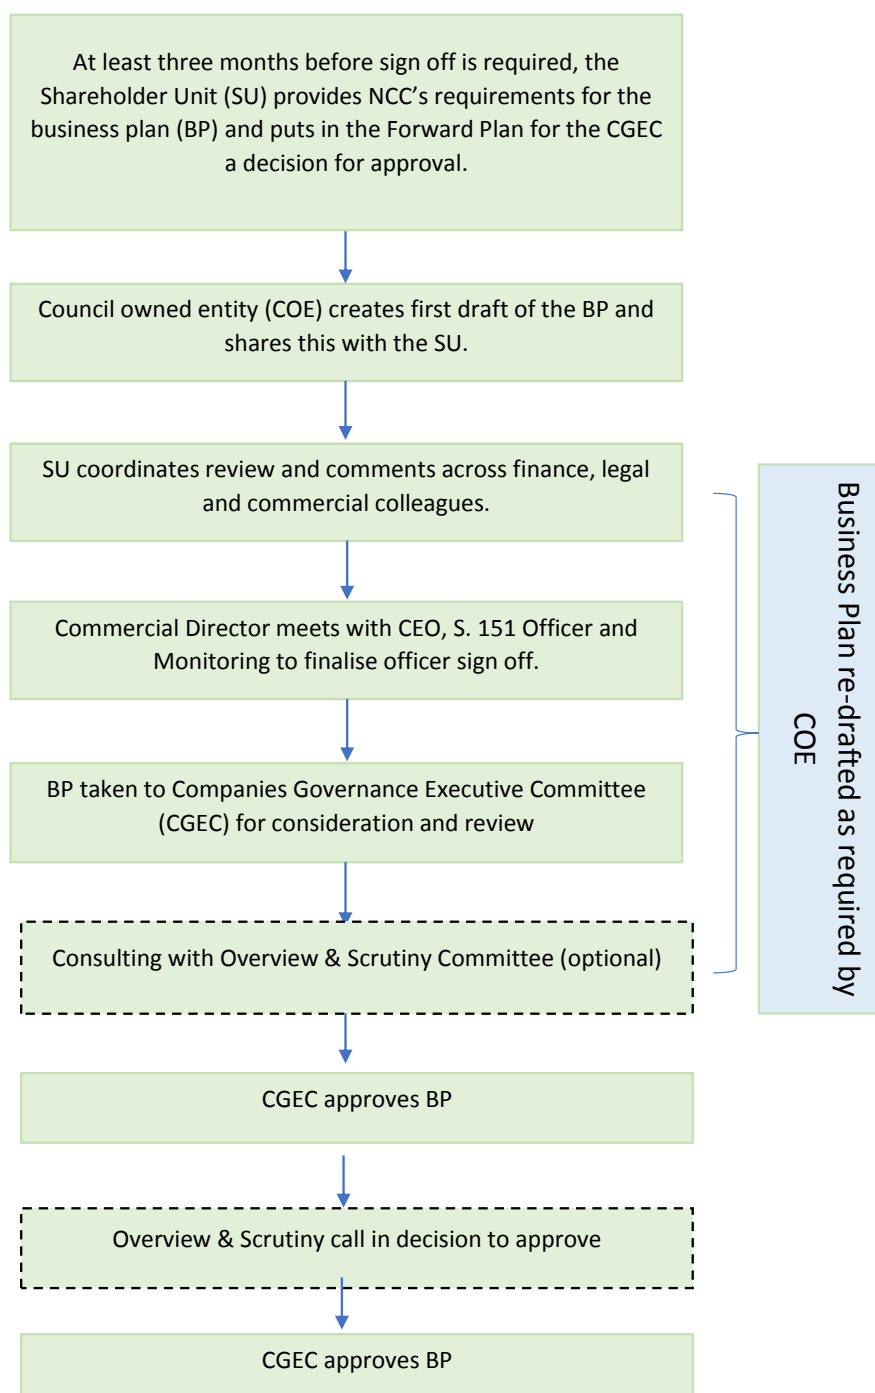 At least three months before sign off is required, the
Shareholder Unit (SU) provides NCC’s requirements for the
business plan (BP) and puts in the Forward Plan for the CGEC
a decision for approval.
Council owned entity (COE) creates first draft of the BP and
shares this with the SU.
SU coordinates review and comments across finance, legal
and commercial colleagues.
Commercial Director meets with CEO, S. 151 Officer and
Monitoring to finalise officer sign off.
BP taken to Companies Governance Executive Committee
(CGEC) for consideration and review
Consulting with Overview & Scrutiny Committee (optional)
CGEC approves BP
Overview & Scrutiny call in decision to approve
CGEC approves BP
Business Plan re-drafted as required by
COE